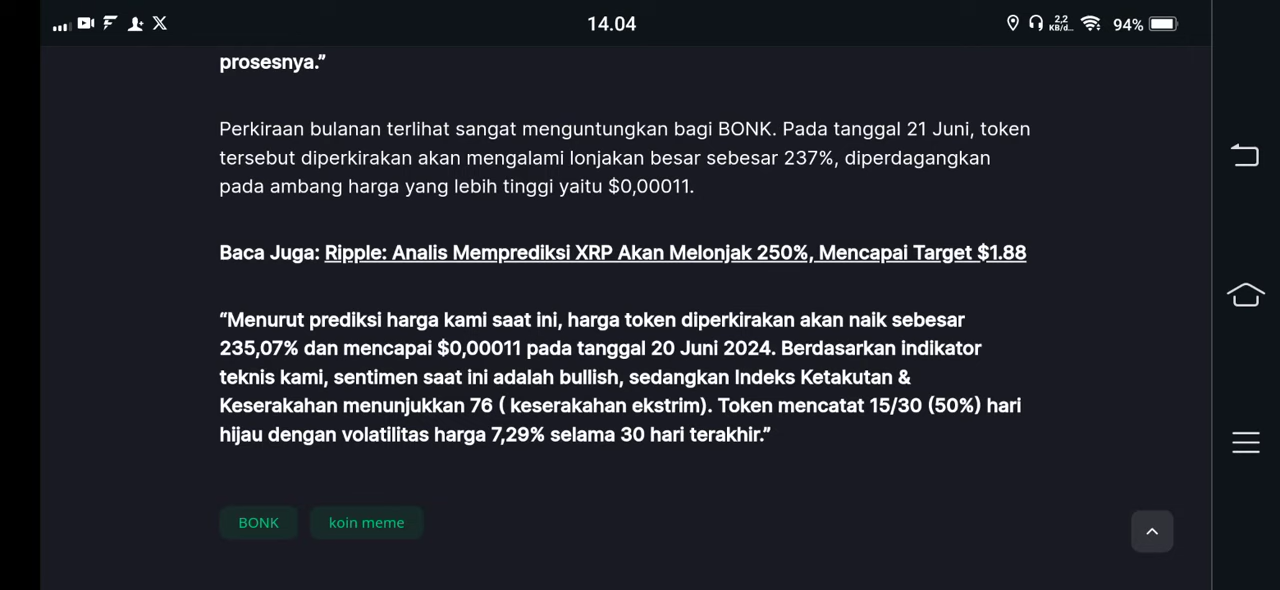 14.04
2,2
KB/d...
94%
prosesnya.”
Perkiraan bulanan terlihat sangat menguntungkan bagi BONK. Pada tanggal 21 Juni, token
tersebut diperkirakan akan mengalami lonjakan besar sebesar 237%, diperdagangkan
pada ambang harga yang lebih tinggi yaitu $0,00011.
Baca Juga: Ripple: Analis Memprediksi XRP Akan Melonjak 250%, Mencapai Target $1.88
“Menurut prediksi harga kami saat ini, harga token diperkirakan akan naik sebesar
235,07% dan mencapai $0,00011 pada tanggal 20 Juni 2024. Berdasarkan indikator
teknis kami, sentimen saat ini adalah bullish, sedangkan Indeks Ketakutan &
Keserakahan menunjukkan 76 ( keserakahan ekstrim). Token mencatat 15/30 (50%) hari
hijau dengan volatilitas harga 7,29% selama 30 hari terakhir.”
BONK
koin meme